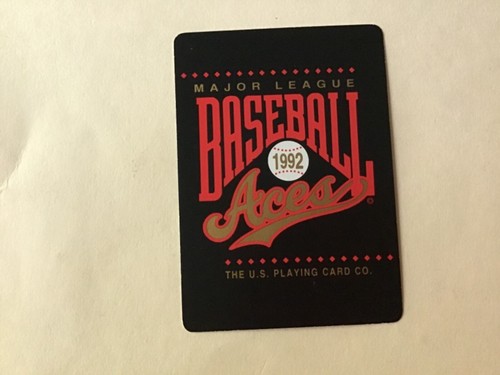 MAJOR LEAGUE
BASEBALL
1992
Aces
®
THE U.S. PLAYING CARD CO.